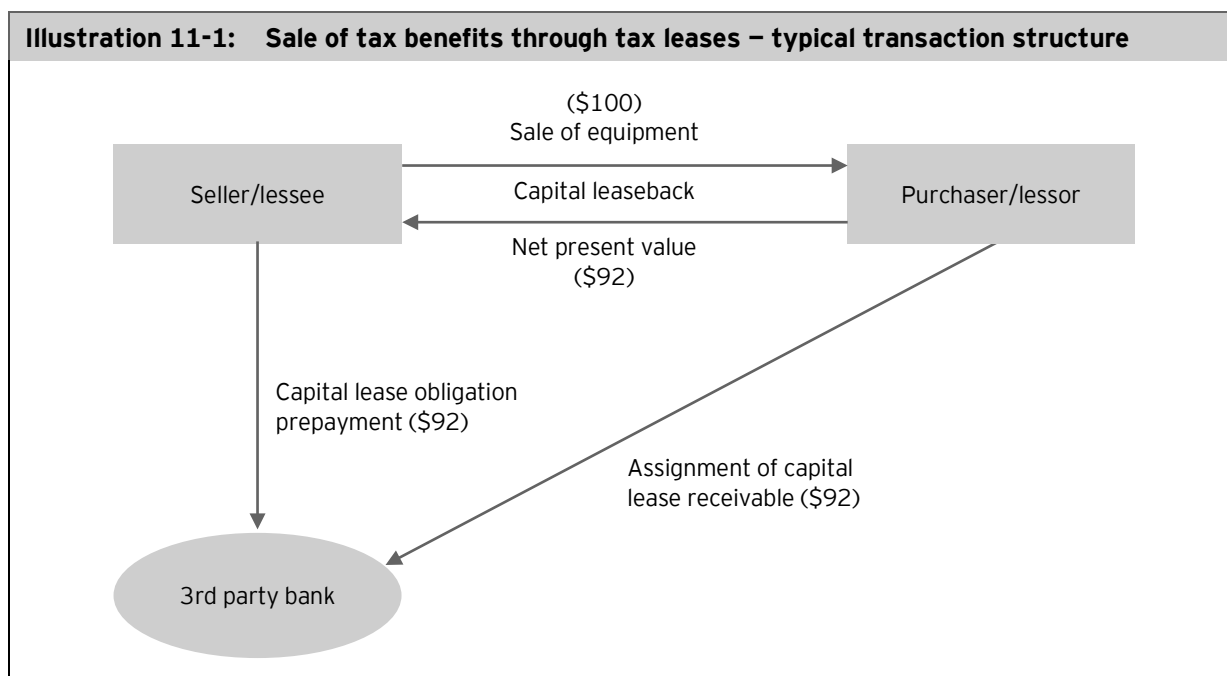 Illustration 11-1: Sale of tax benefits through tax leases – typical transaction structure
($100)
Sale of equipment
Seller/lessee
Capital leaseback
Purchaser/lessor
Net present value
($92)
Capital lease obligation
prepayment ($92)
Assignment of capital
lease receivable ($92)
3rd party bank